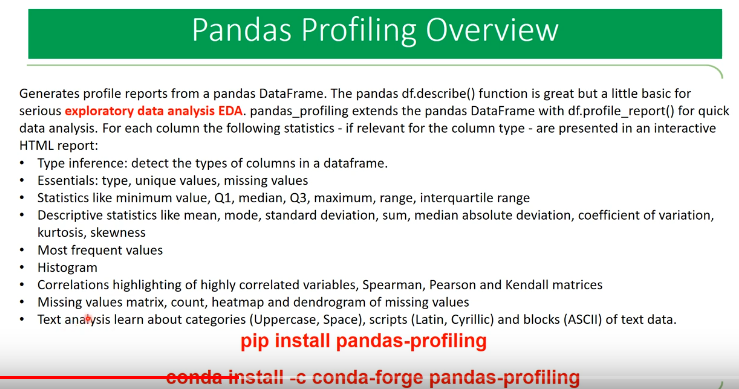 Pandas Profiling Overview
Generates profile reports from a pandas DataFrame. The pandas df.describe() function is great but a little basic for
serious exploratory data analysis EDA. pandas_profiling extends the pandas DataFrame with df.profile_report() for quick
data analysis. For each column the following statistics - if relevant for the column type - are presented in an interactive
HTML report:
• Type inference: detect the types of columns in a dataframe.
• Essentials: type, unique values, missing values
• Statistics like minimum value, Q1, median, Q3, maximum, range, interquartile range
• Descriptive statistics like mean, mode, standard deviation, sum, median absolute deviation, coefficient of variation,
kurtosis, skewness
• Most frequent values
• Histogram
• Correlations highlighting of highly correlated variables, Spearman, Pearson and Kendall matrices
• Missing values matrix, count, heatmap and dendrogram of missing values
• Text analysis learn about categories (Uppercase, Space), scripts (Latin, Cyrillic) and blocks (ASCII) of text data.
pip install pandas-profiling
conda install -c conda-forge pandas-profiling